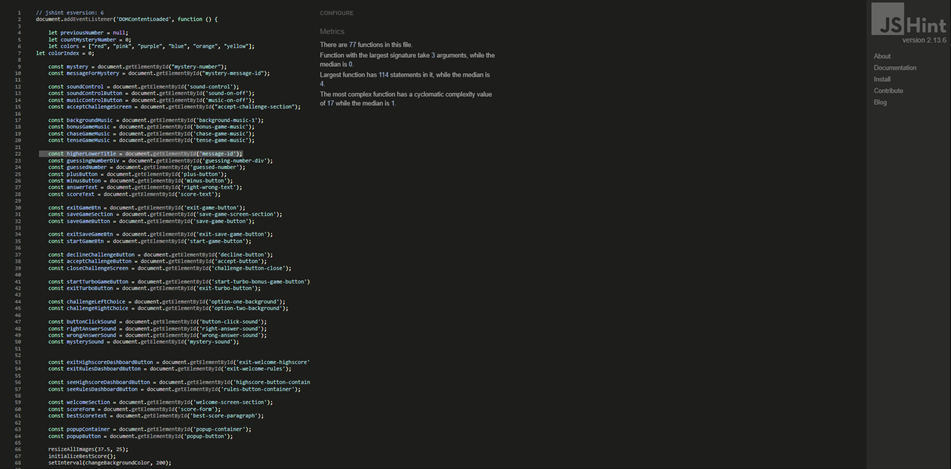 1 // jshint esversion: 6
2 document.addEventListener('DOMContentLoaded', function () {
3
4 let previousNumber = null;
5 let countMysteryNumber = 0;
6 let colors = ["red", "pink", "purple", "blue", "orange", "yellow"];
7 let colorIndex = 0;
8
9 const mystery = document.getElementById("mystery-number");
10 const messageForMystery = document.getElementById("mystery-message-id");
11
12 const soundControl = document.getElementById('sound-control');
13 const soundControlButton = document.getElementById('sound-on-off');
14 const musicControlButton = document.getElementById('music-on-off');
15 const acceptChallengeScreen = document.getElementById("accept-challenge-section");
16
17 const backgroundMusic = document.getElementById('background-music-1');
18 const bonusGameMusic = document.getElementById('bonus-game-music');
19 const chaseGameMusic = document.getElementById('chase-game-music');
20 const tenseGameMusic = document.getElementById('tense-game-music');
21
22 const higherLowerTitle = document.getElementById('message-id');
23 const guessingNumberDiv = document.getElementById('guessing-number-div');
24 const guessedNumber = document.getElementById('guessed-number');
25 const plusButton = document.getElementById('plus-button');
26 const minusButton = document.getElementById('minus-button');
27 const answerText = document.getElementById('right-wrong-text');
28 const scoreText = document.getElementById('score-text');
29
30 const exitGameBtn = document.getElementById('exit-game-button');
31 const saveGameSection = document.getElementById('save-game-screen-section');
32 const saveGameButton = document.getElementById('save-game-button');
33
34 const exitSaveGameBtn = document.getElementById('exit-save-game-button');
35 const startGameBtn = document.getElementById('start-game-button');
36
37 const declineChallengeButton = document.getElementById('decline-button');
38 const acceptChallengeButton = document.getElementById('accept-button');
39 const closeChallengeScreen = document.getElementById('challenge-button-close');
40
41 const startTurboGameButton = document.getElementById('start-turbo-bonus-game-button')
42 const exitTurboButton = document.getElementById('exit-turbo-button');
43
44 const challengeLeftChoice = document.getElementById('option-one-background');
45 const challengeRightChoice = document.getElementById('option-two-background');
46
47 const buttonClickSound = document.getElementById('button-click-sound');
48 const rightAnswerSound = document.getElementById('right-answer-sound');
49 const wrongAnswerSound = document.getElementById('wrong-answer-sound');
50 const mysterySound = document.getElementById('mystery-sound');
51
52
53 const exitHighscoreDashboardButton = document.getElementById('exit-welcome-highscore'
54 const exitRulesDashboardButton = document.getElementById('exit-welcome-rules');
55
56 const seeHighscoreDashboardButton = document.getElementById('highscore-button-contain
57 const seeRulesDashboardButton = document.getElementById('rules-button-container');
58
59 const welcomeSection = document.getElementById('welcome-screen-section');
60 const scoreForm = document.getElementById('score-form');
61 const bestScoreText = document.getElementById('best-score-paragraph');
62
63 const popupContainer = document.getElementById('popup-container');
64 const popupButton = document.getElementById('popup-button');
65
66 resizeAllImages(37.5, 25);
67 initializeBestScore();
68 setInterval(changeBackgroundColor, 200);
CONFIGURE
Metrics
There are 77 functions in this file.
Function with the largest signature take 3 arguments, while the
median is 0.
Largest function has 114 statements in it, while the median is
4.
The most complex function has a cyclomatic complexity value
of 17 while the median is 1.
JSHint
version 2.13.6
About
Documentation
Install
Contribute
Blog